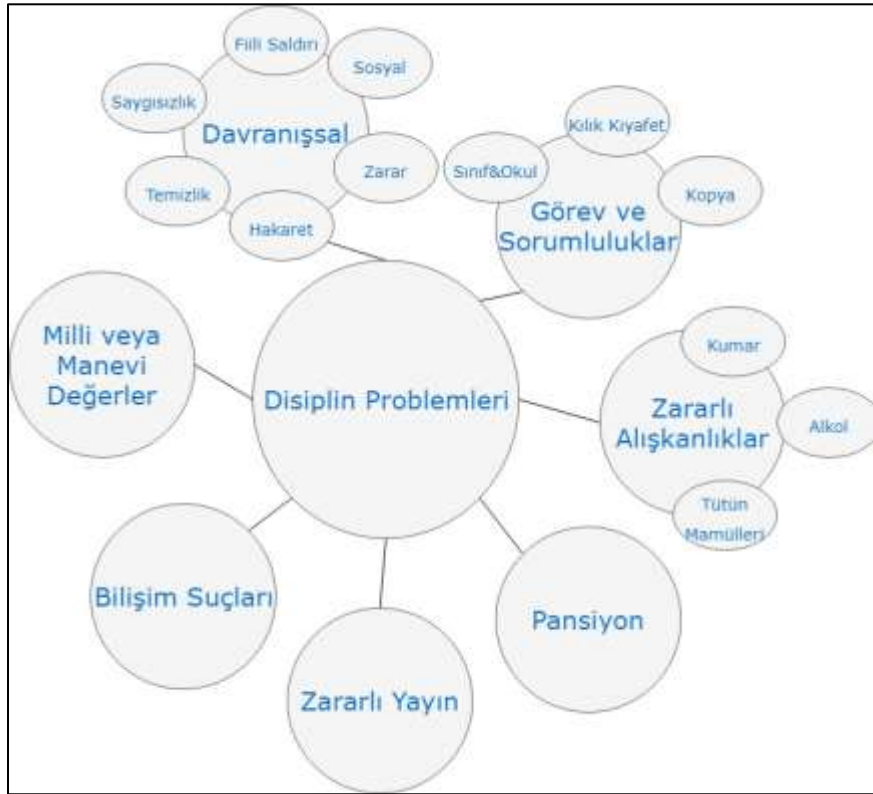 Fiili Saldırı
Sosyal
Saygısızlık
Davranışsal
Zarar
Temizlik
Hakaret
Kılık Kıyafet
Sınıf&Okul
Kopya
Görev ve
Sorumluluklar
Milli veya
Manevi
Değerler
Disiplin Problemleri
Kumar
Zararlı
Alışkanlıklar
Alkol
Tütün
Mamülleri
Bilişim Suçları
Pansiyon
Zararlı Yayın